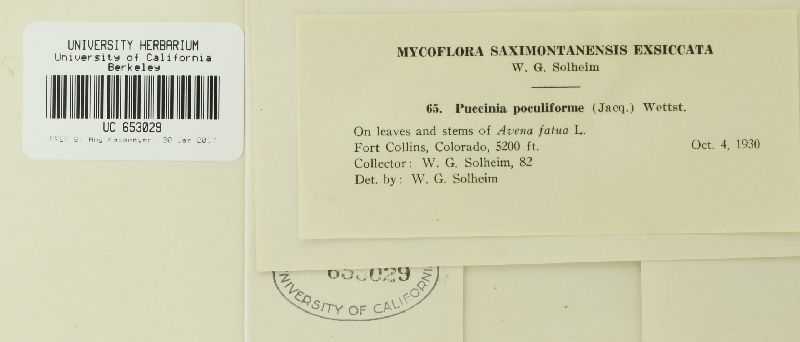 UNIVERSITY HERBARIUM
University of California
Berkeley
UC 653029
MYCOFLORA SAXIMONTANENSIS EXSICCATA
W. G. Solheim
65. Puccinia poculiforme (Jacq.) Wettst.
On leaves and stems of Avena fatua L.
Fort Collins, Colorado, 5200 ft. Oct. 4, 1930
Collector: W. G. Solheim, 82
Det. by: W. G. Solheim
653029
UNIVERSITY OF CALIFORNIA